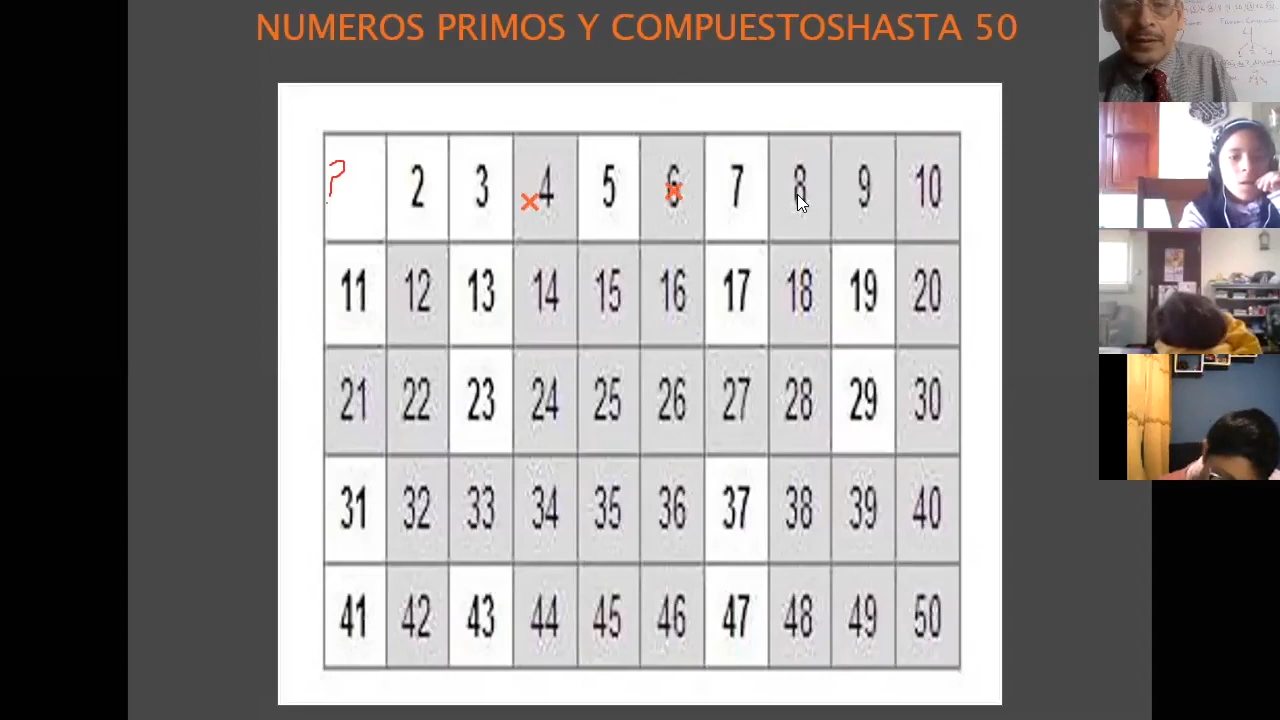 NUMEROS PRIMOS Y COMPUESTOSHASTA 50
? 2 3 4 5 6 7 8 9 10
11 12 13 14 15 16 17 18 19 20
21 22 23 24 25 26 27 28 29 30
31 32 33 34 35 36 37 38 39 40
41 42 43 44 45 46 47 48 49 50